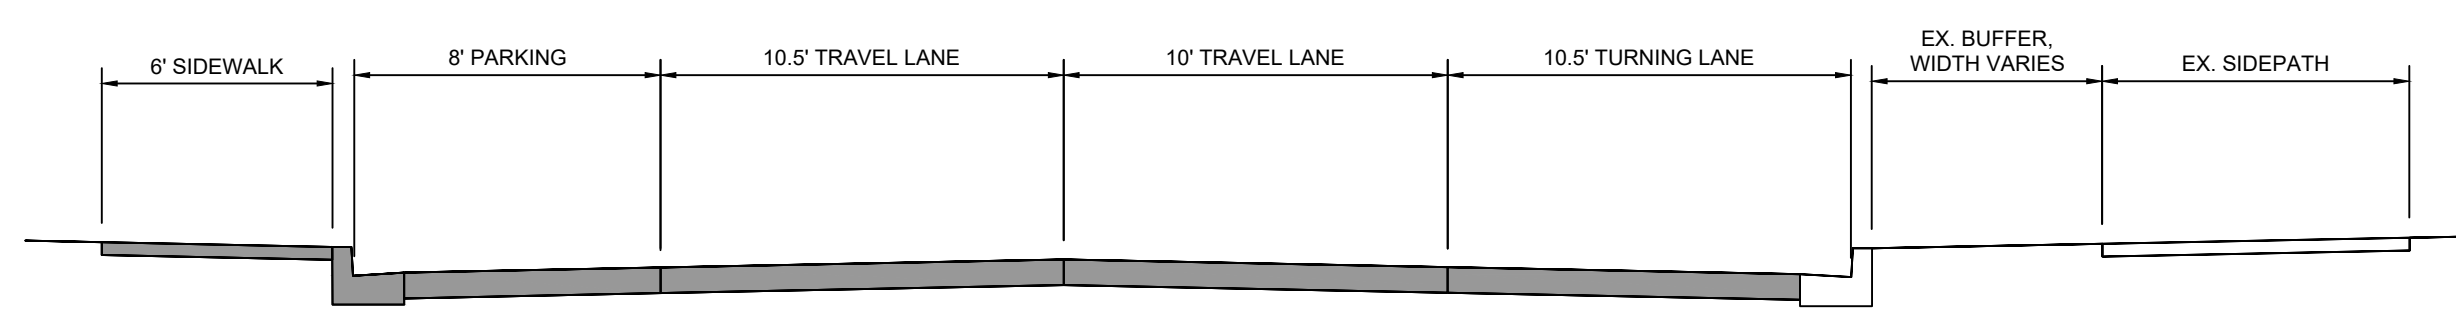 6' SIDEWALK
8' PARKING
10.5' TRAVEL LANE
10' TRAVEL LANE
10.5' TURNING LANE
EX. BUFFER,
WIDTH VARIES
EX. SIDEPATH